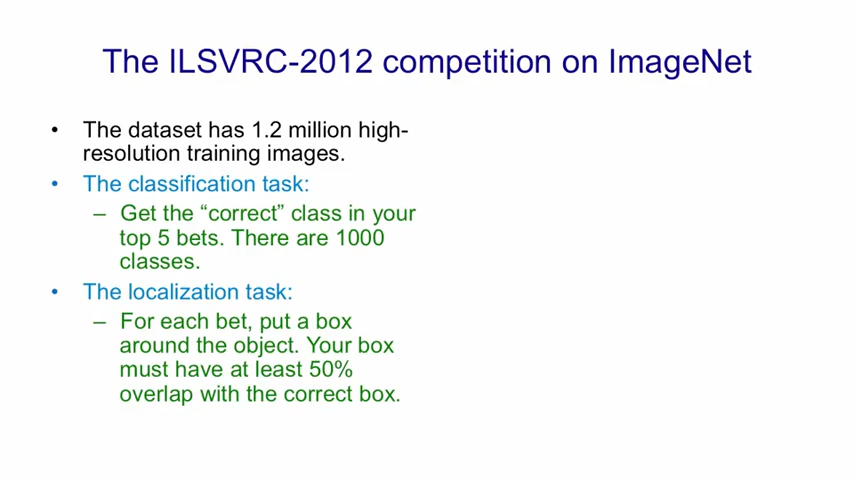 The ILSVRC-2012 competition on ImageNet
• The dataset has 1.2 million high-
resolution training images.
• The classification task:
– Get the “correct” class in your
top 5 bets. There are 1000
classes.
• The localization task:
– For each bet, put a box
around the object. Your box
must have at least 50%
overlap with the correct box.